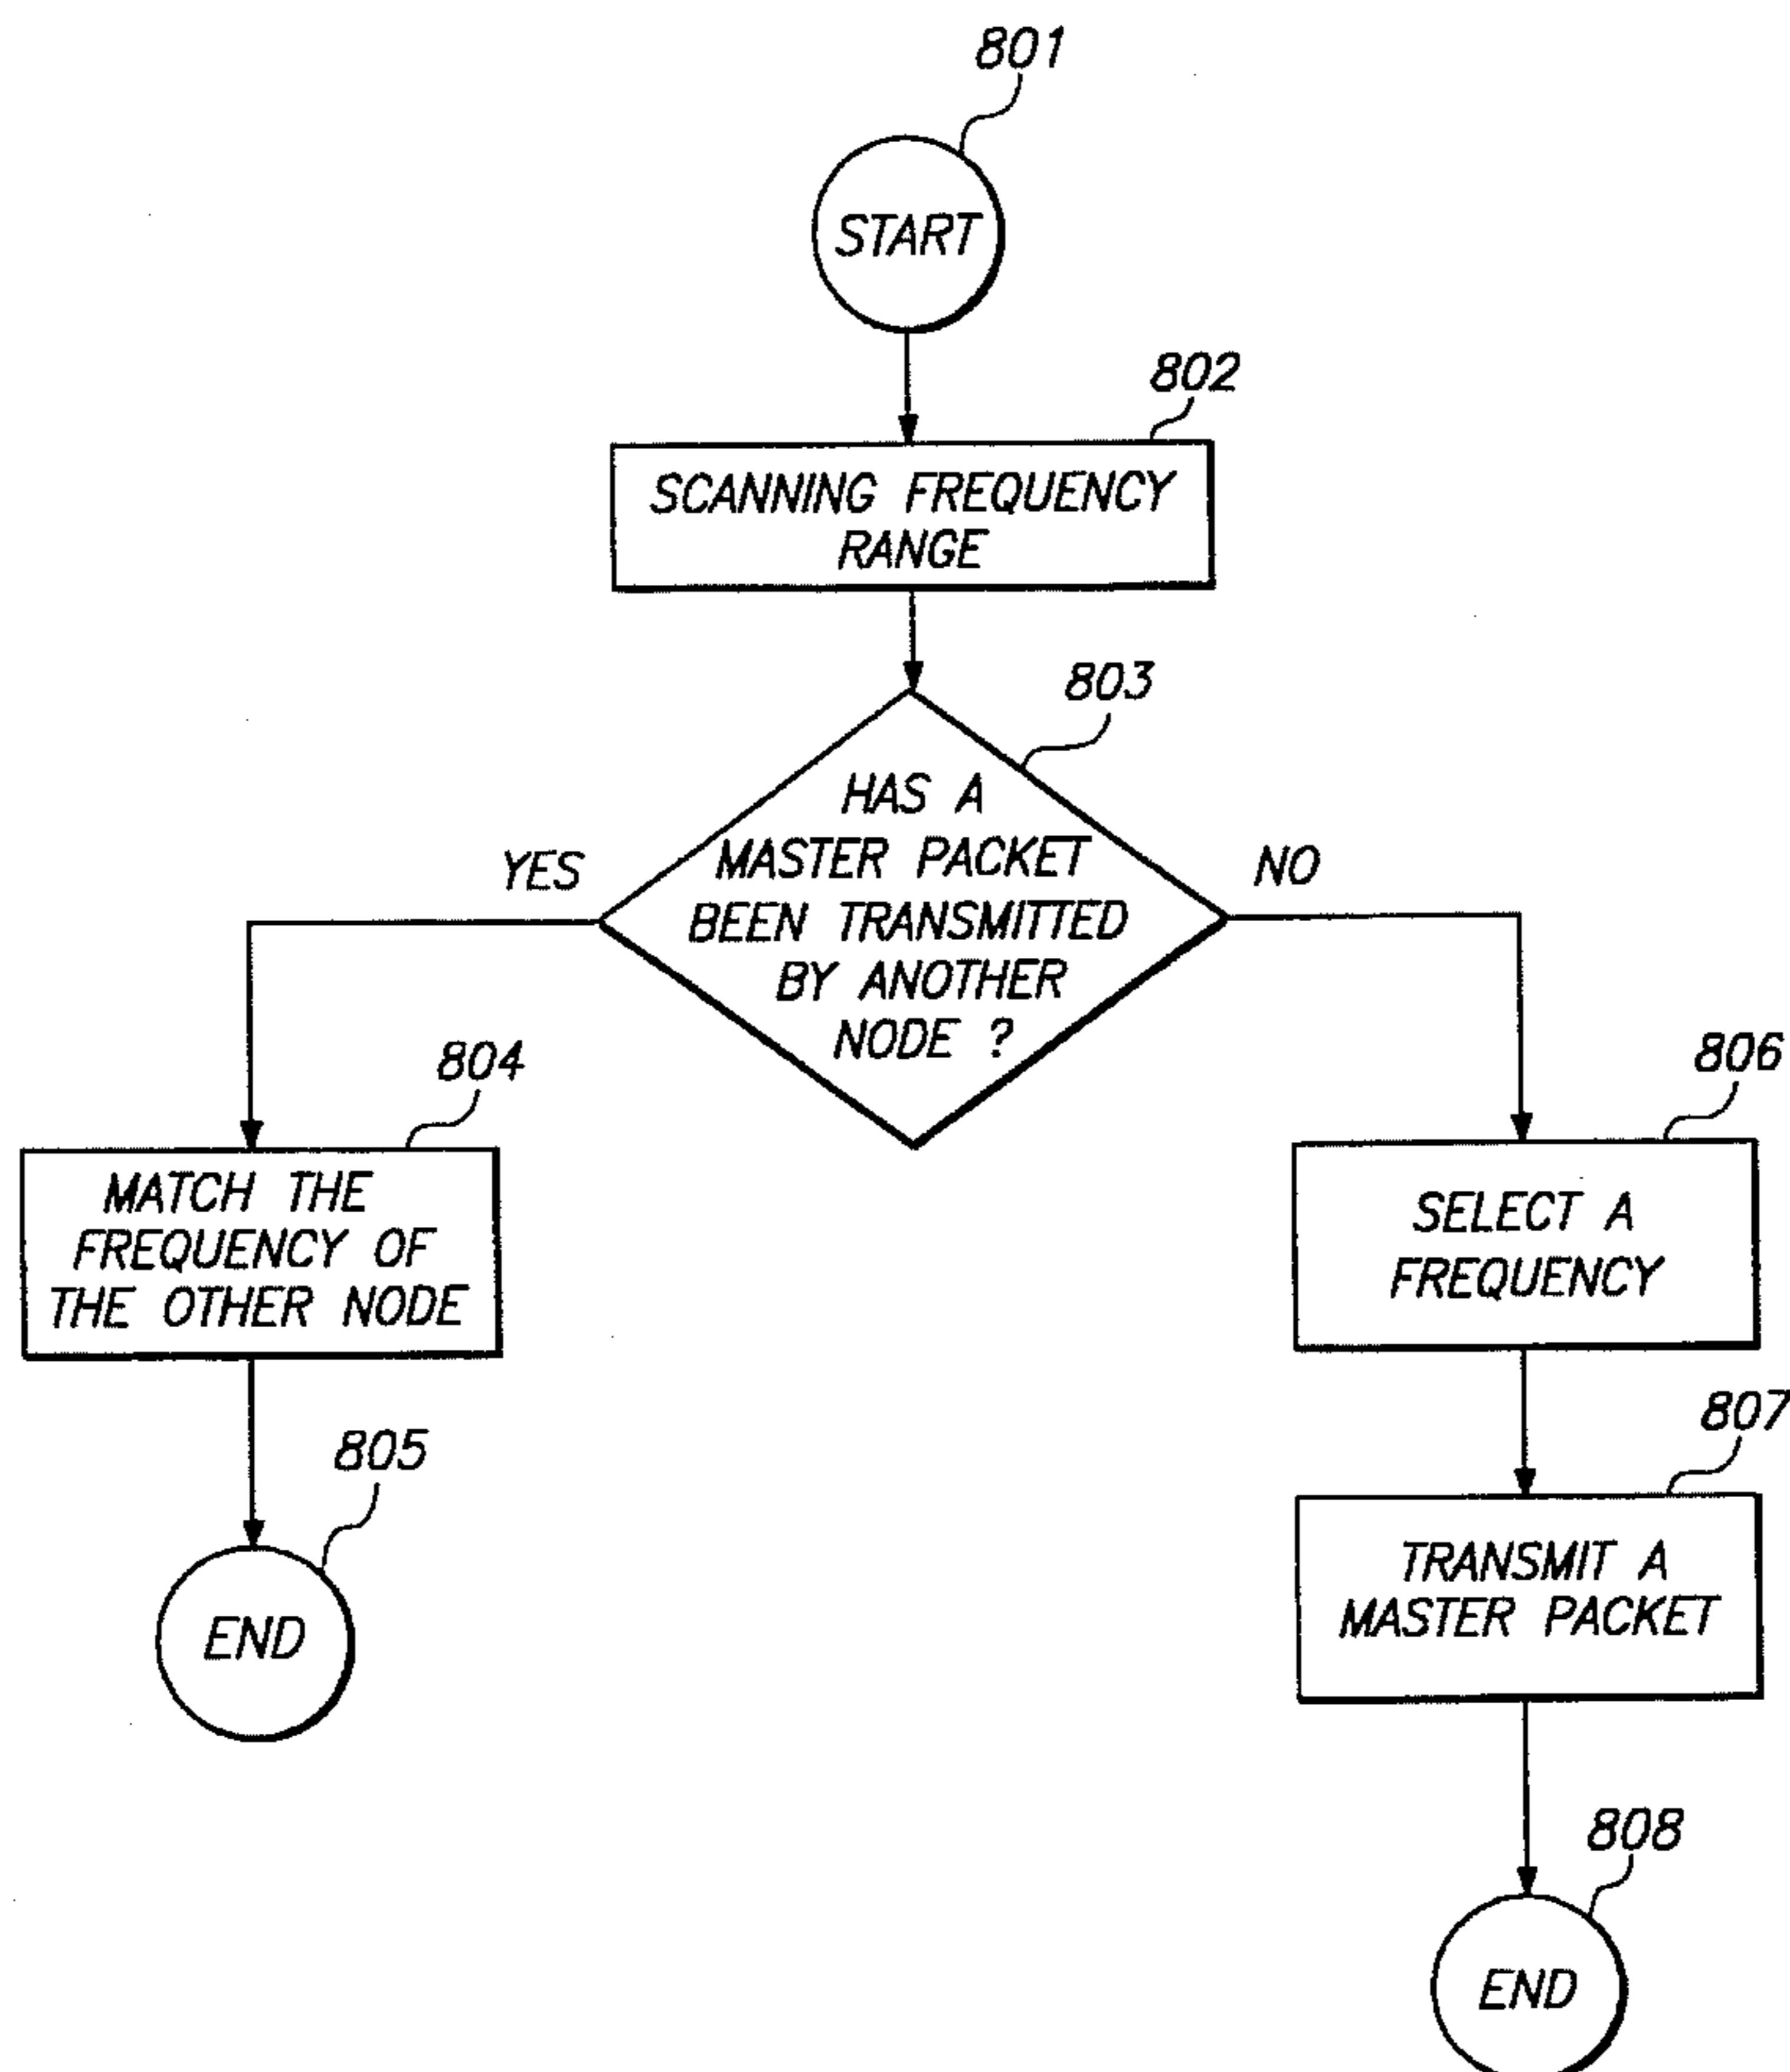 801
START
802
SCANNING FREQUENCY
RANGE
803
HAS A
MASTER PACKET
BEEN TRANSMITTED
BY ANOTHER
NODE ?
YES
NO
804
MATCH THE
FREQUENCY OF
THE OTHER NODE
805
END
806
SELECT A
FREQUENCY
807
TRANSMIT A
MASTER PACKET
808
END